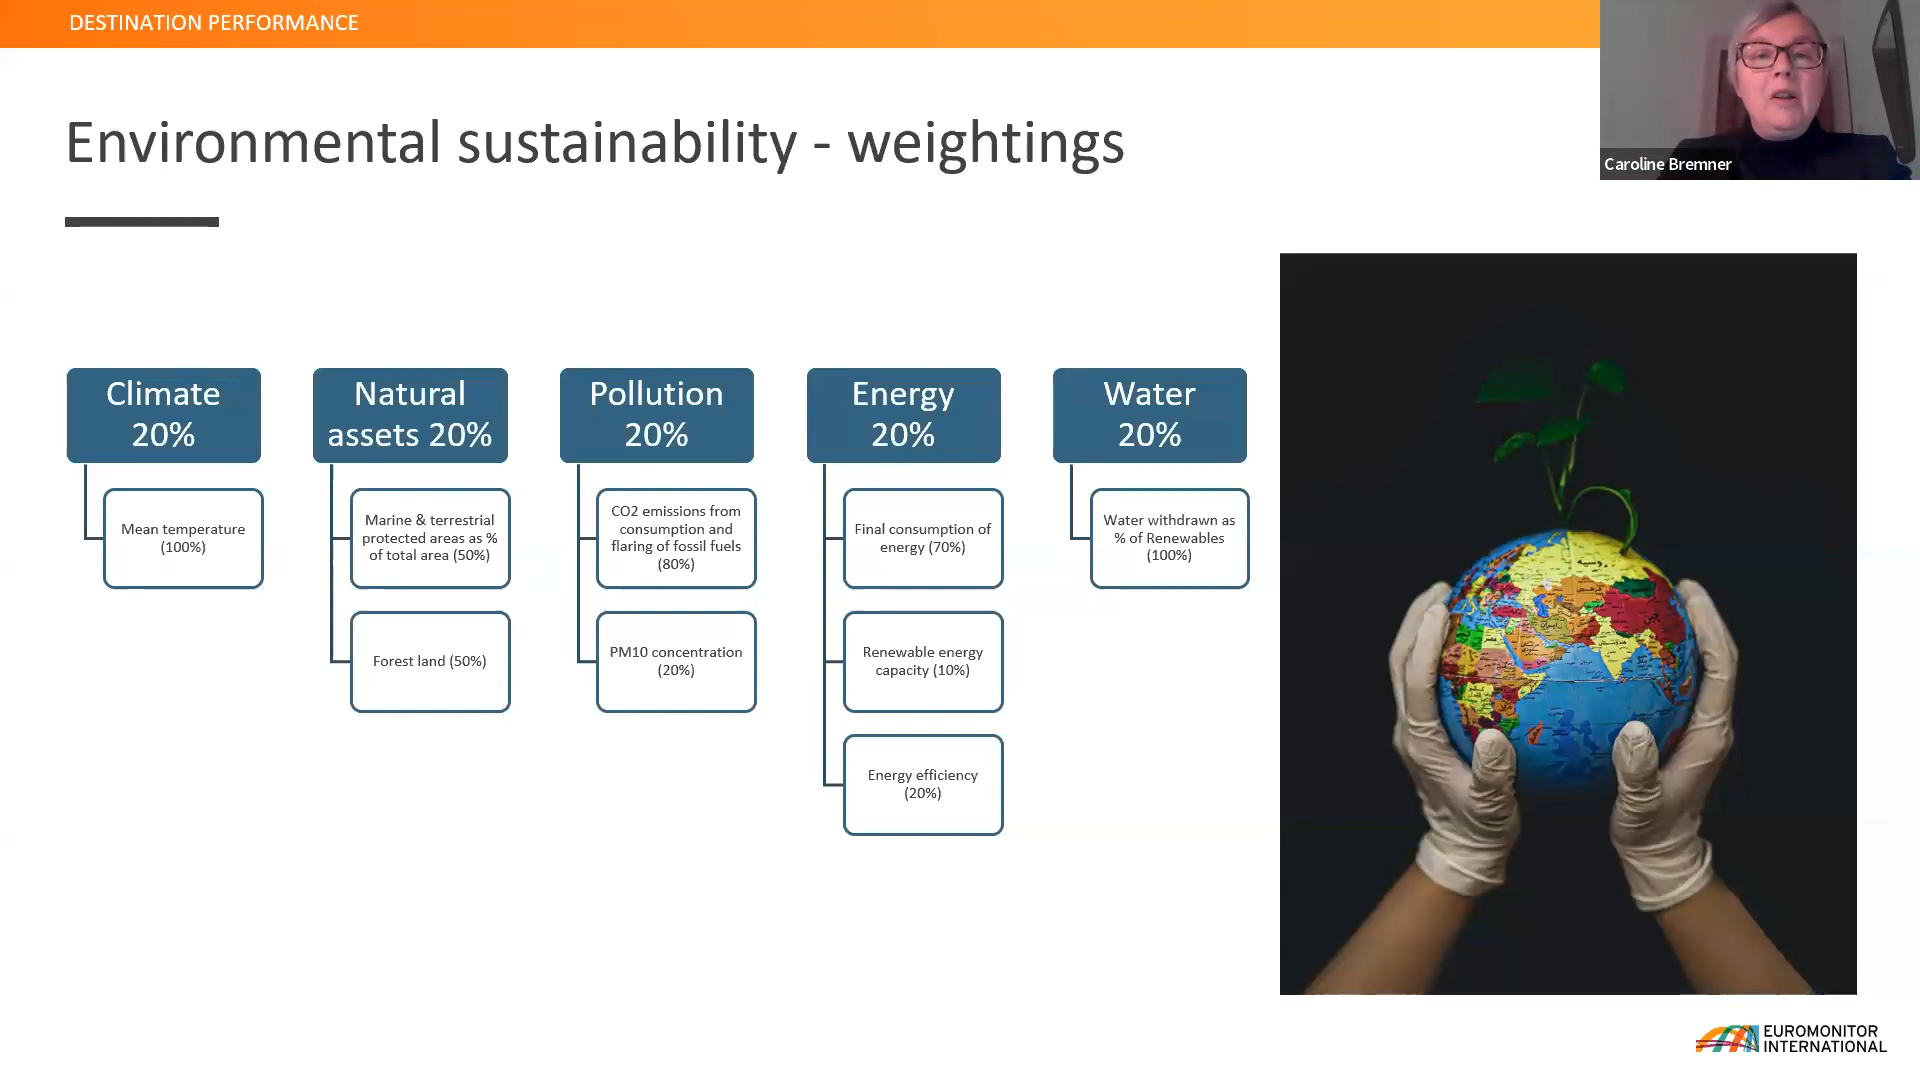 DESTINATION PERFORMANCE
Caroline Bremner
Environmental sustainability - weightings
Climate
20%
Mean temperature
(100%)
Natural
assets 20%
Marine & terrestrial
protected areas as %
of total area (50%)
Forest land (50%)
Pollution
20%
CO2 emissions from
consumption and
flaring of fossil fuels
(80%)
PM10 concentration
(20%)
Energy
20%
Final consumption of
energy (70%)
Renewable energy
capacity (10%)
Energy efficiency
(20%)
Water
20%
Water withdrawn as
% of Renewables
(100%)
EUROMONITOR
INTERNATIONAL